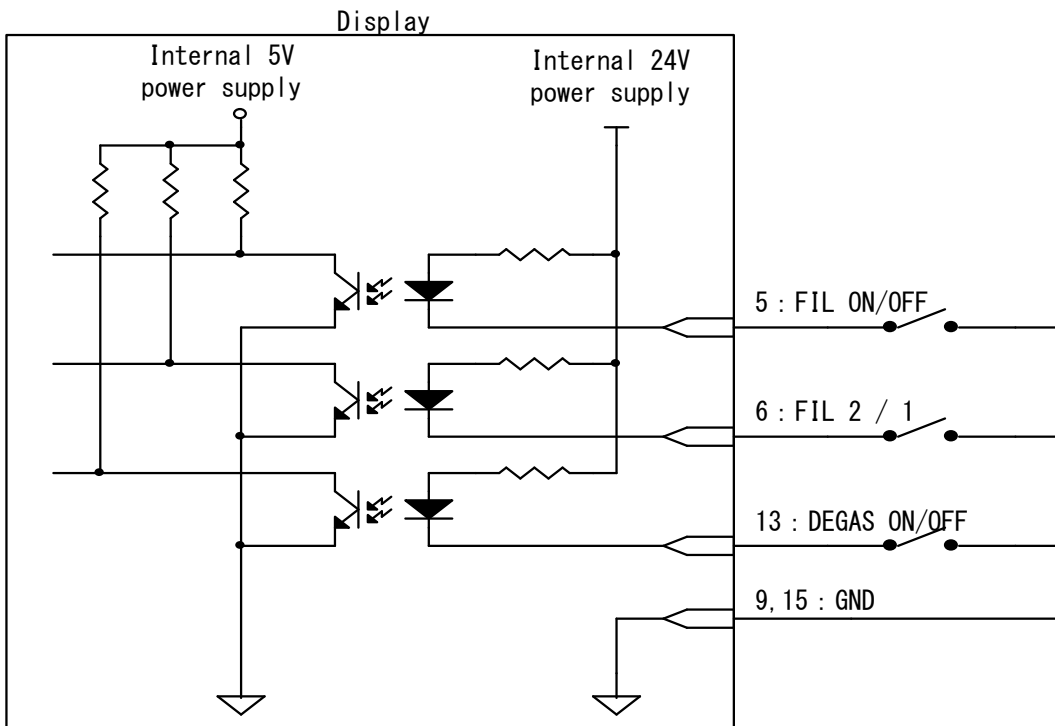 Display
Internal 5V
power supply
Internal 24V
power supply
5 : FIL ON/OFF
6 : FIL 2 / 1
13 : DEGAS ON/OFF
9,15 : GND